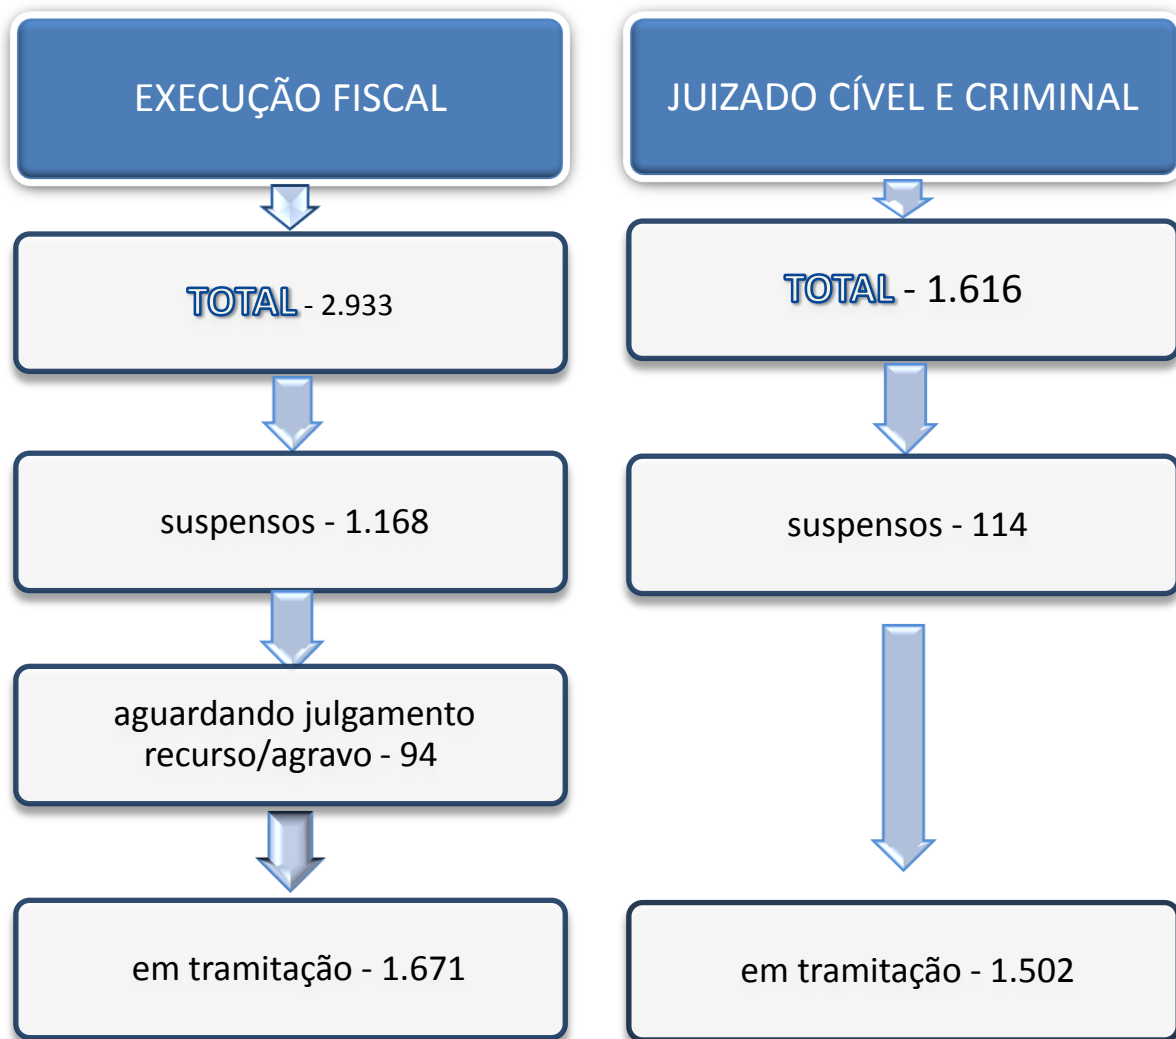 EXECUÇÃO FISCAL
TOTAL - 2.933
suspensos - 1.168
aguardando julgamento
recurso/agravo - 94
em tramitação - 1.671
JUIZADO CÍVEL E CRIMINAL
TOTAL - 1.616
suspensos - 114
em tramitação - 1.502